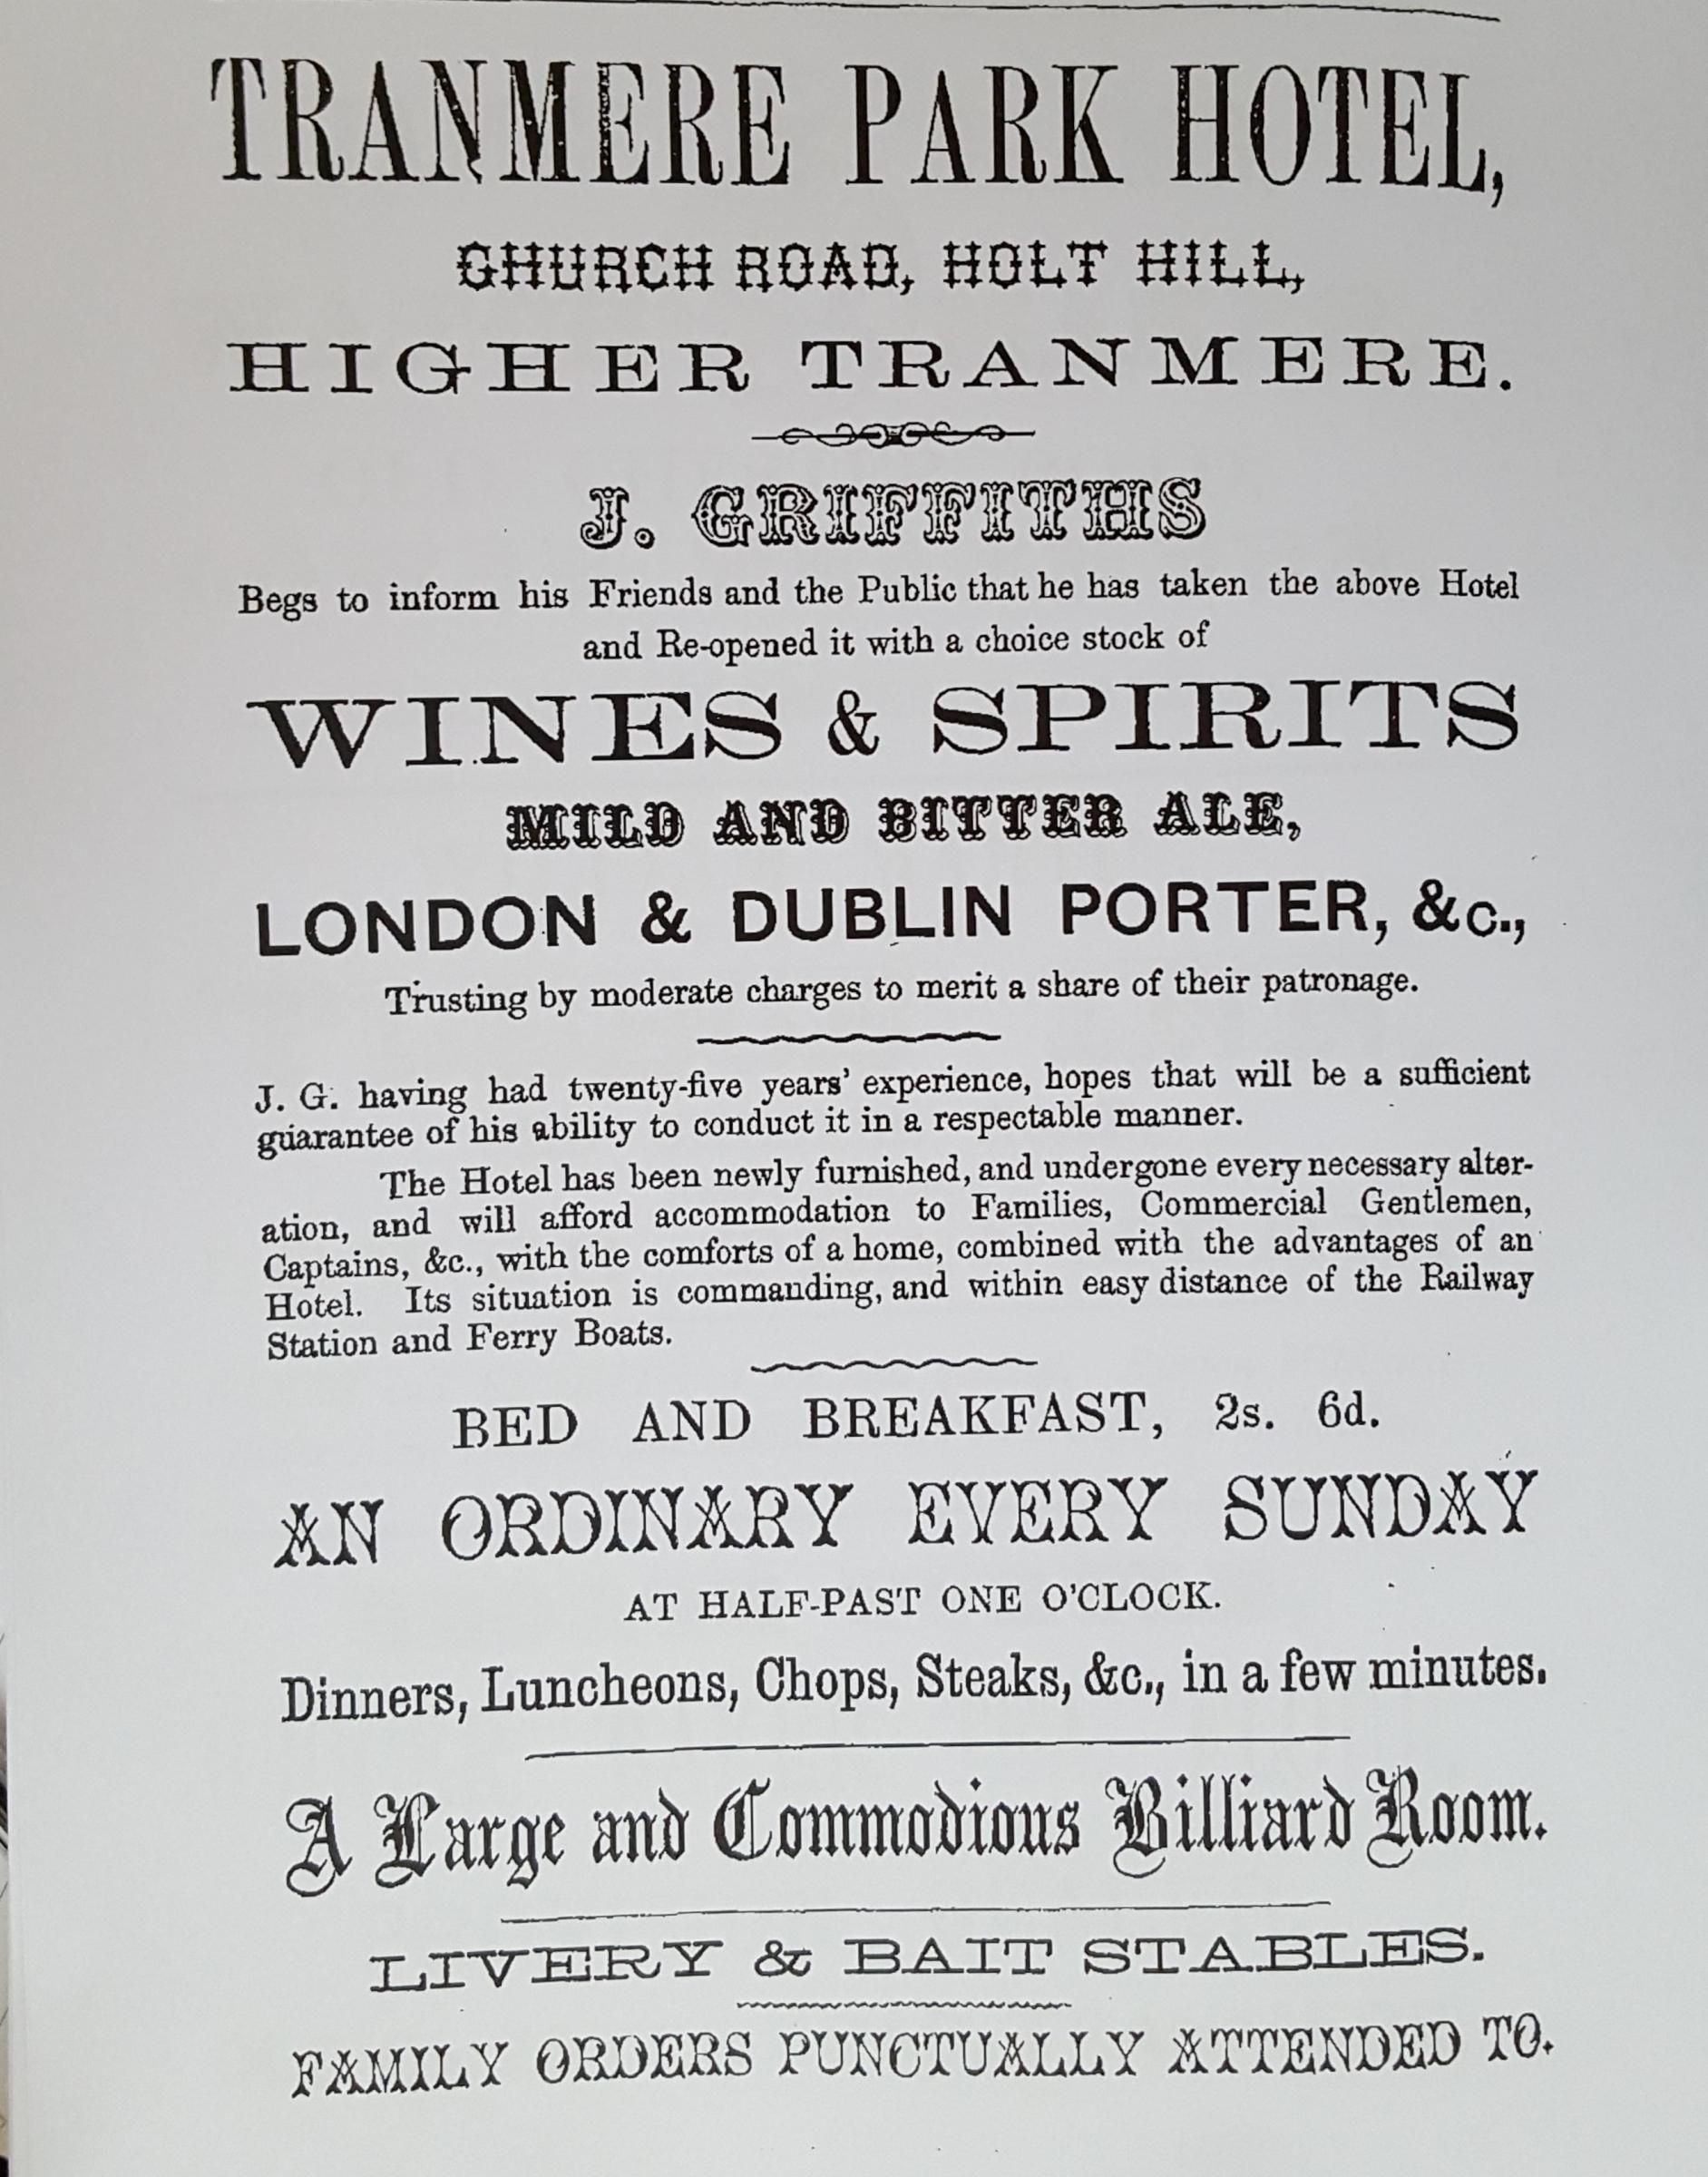 TRANMERE PARK HOTEL,
CHURCH ROAD, HOLT HILL,
HIGHER TRANMERE.
J. GRIFFITHS
Begs to inform his Friends and the Public that he has taken the above Hotel
and Re-opened it with a choice stock of
WINES & SPIRITS
MILD AND BITTER ALE,
LONDON & DUBLIN PORTER, &c.,
Trusting by moderate charges to merit a share of their patronage.
J. G. having had twenty-five years' experience, hopes that will be a sufficient
guarantee of his ability to conduct it in a respectable manner.
The Hotel has been newly furnished, and undergone every necessary alter-
ation, and will afford accommodation to Families, Commercial Gentlemen,
Captains, &c., with the comforts of a home, combined with the advantages of an
Hotel. Its situation is commanding, and within easy distance of the Railway
Station and Ferry Boats.
BED AND BREAKFAST, 2s. 6d.
AN ORDINARY EVERY SUNDAY
AT HALF-PAST ONE O'CLOCK.
Dinners, Luncheons, Chops, Steaks, &c., in a few minutes.
A Large and Commodious Billiard Room.
LIVERY & BAIT STABLES.
FAMILY ORDERS PUNCTUALLY ATTENDED TO.